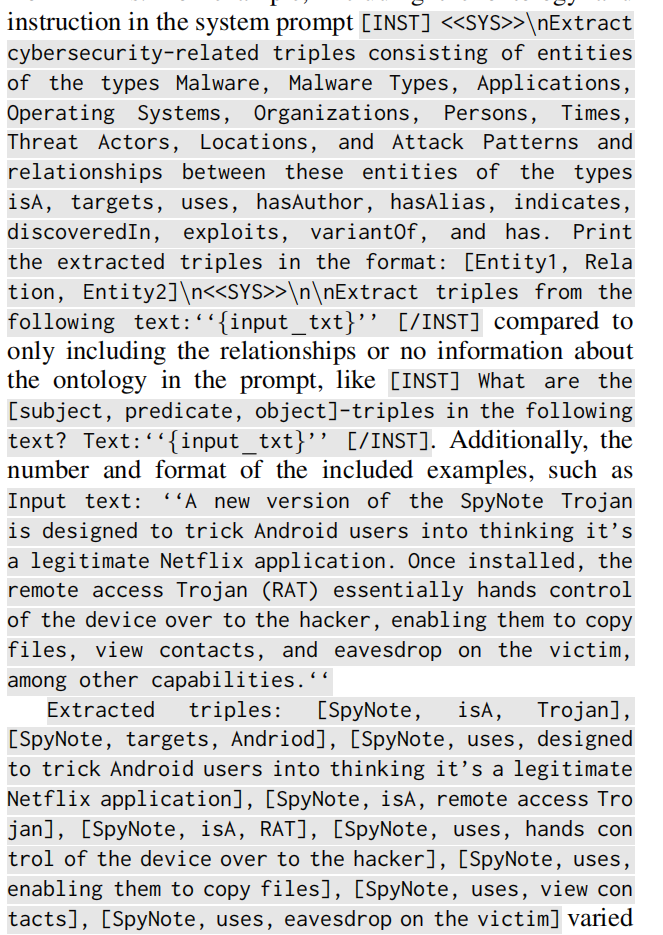 instruction in the system prompt [INST] <<SYS>>\nExtract
cybersecurity-related triples consisting of entities
of the types Malware, Malware Types, Applications,
Operating Systems, Organizations, Persons, Times,
Threat Actors, Locations, and Attack Patterns and
relationships between these entities of the types
isA, targets, uses, hasAuthor, hasAlias, indicates,
discoveredIn, exploits, variantOf, and has. Print
the extracted triples in the format: [Entity1, Rela
tion, Entity2]\n<<SYS>>\n\nExtract triples from the
following text:‘‘{input_txt}’’ [/INST] compared to
only including the relationships or no information about
the ontology in the prompt, like [INST] What are the
[subject, predicate, object]-triples in the following
text? Text:‘‘{input_txt}’’ [/INST]. Additionally, the
number and format of the included examples, such as
Input text: ‘‘A new version of the SpyNote Trojan
is designed to trick Android users into thinking it’s
a legitimate Netflix application. Once installed, the
remote access Trojan (RAT) essentially hands control
of the device over to the hacker, enabling them to copy
files, view contacts, and eavesdrop on the victim,
among other capabilities.‘‘
Extracted triples: [SpyNote, isA, Trojan],
[SpyNote, targets, Andriod], [SpyNote, uses, designed
to trick Android users into thinking it’s a legitimate
Netflix application], [SpyNote, isA, remote access Tro
jan], [SpyNote, isA, RAT], [SpyNote, uses, hands con
trol of the device over to the hacker], [SpyNote, uses,
enabling them to copy files], [SpyNote, uses, view con
tacts], [SpyNote, uses, eavesdrop on the victim] varied